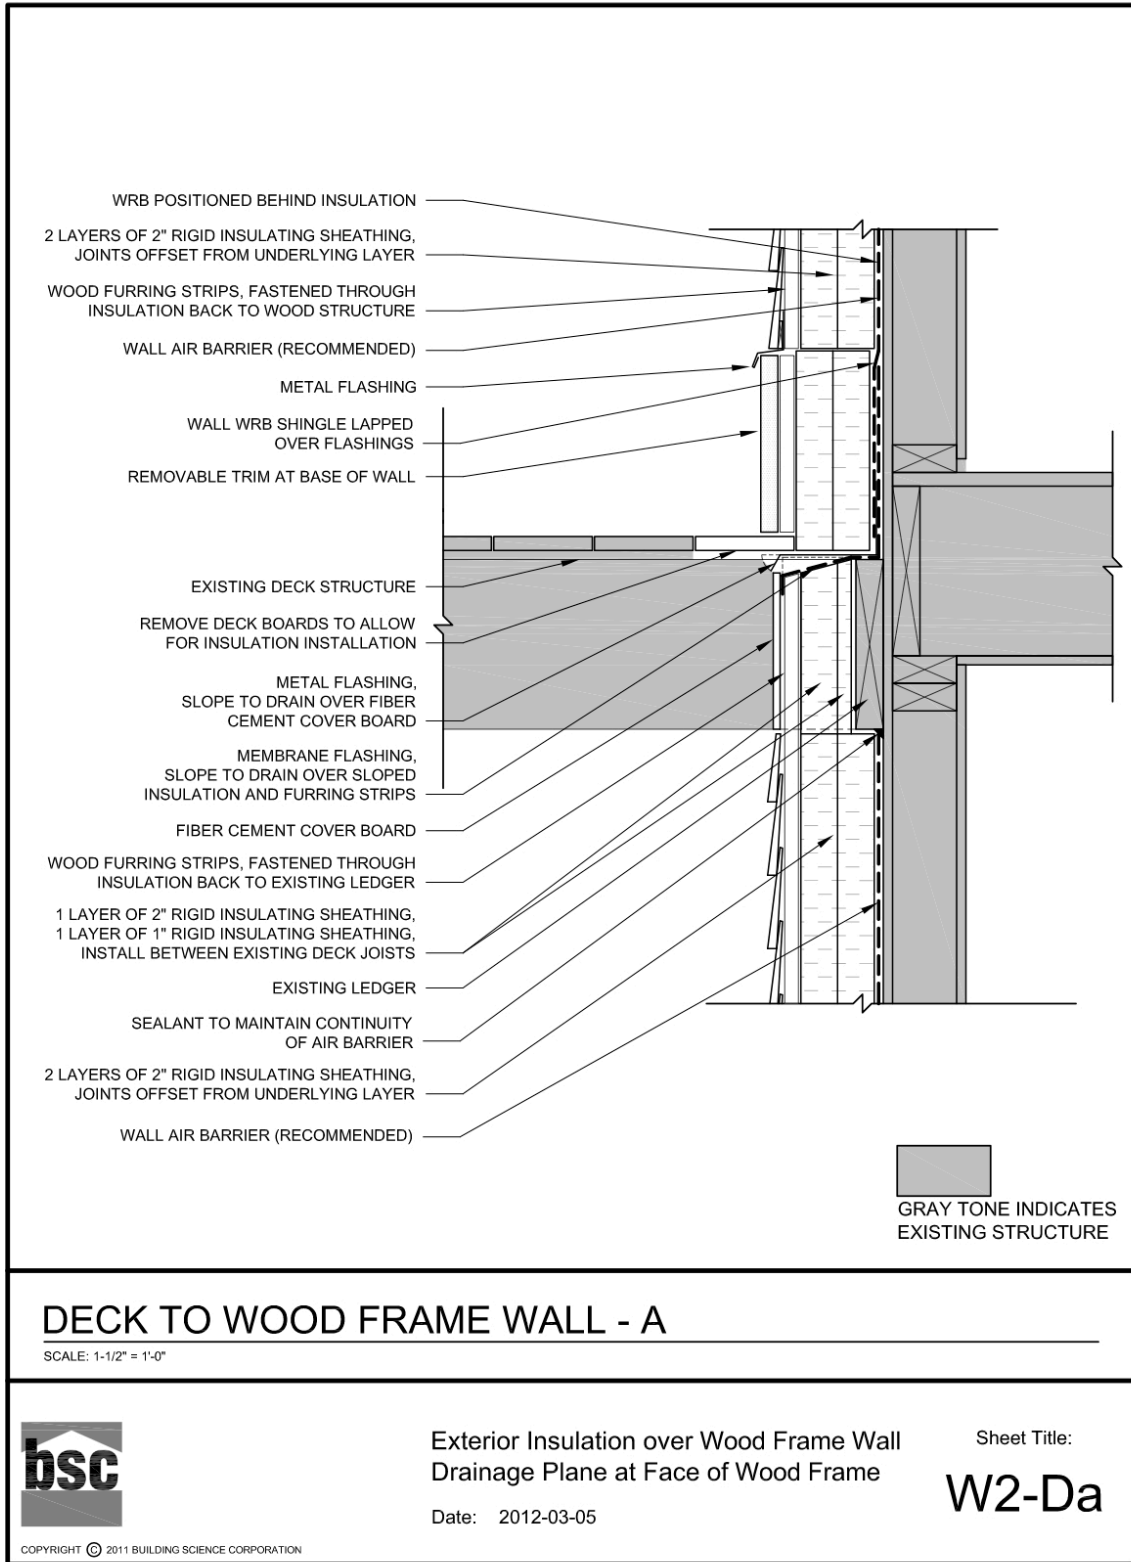 WRB POSITIONED BEHIND INSULATION
2 LAYERS OF 2" RIGID INSULATING SHEATHING,
JOINTS OFFSET FROM UNDERLYING LAYER
WOOD FURRING STRIPS, FASTENED THROUGH
INSULATION BACK TO WOOD STRUCTURE
WALL AIR BARRIER (RECOMMENDED)
METAL FLASHING
WALL WRB SHINGLE LAPPED
OVER FLASHINGS
REMOVABLE TRIM AT BASE OF WALL
EXISTING DECK STRUCTURE
REMOVE DECK BOARDS TO ALLOW
FOR INSULATION INSTALLATION
METAL FLASHING,
SLOPE TO DRAIN OVER FIBER
CEMENT COVER BOARD
MEMBRANE FLASHING,
SLOPE TO DRAIN OVER SLOPED
INSULATION AND FURRING STRIPS
FIBER CEMENT COVER BOARD
WOOD FURRING STRIPS, FASTENED THROUGH
INSULATION BACK TO EXISTING LEDGER
1 LAYER OF 2" RIGID INSULATING SHEATHING,
1 LAYER OF 1" RIGID INSULATING SHEATHING,
INSTALL BETWEEN EXISTING DECK JOISTS
EXISTING LEDGER
SEALANT TO MAINTAIN CONTINUITY
OF AIR BARRIER
2 LAYERS OF 2" RIGID INSULATING SHEATHING,
JOINTS OFFSET FROM UNDERLYING LAYER
WALL AIR BARRIER (RECOMMENDED)
GRAY TONE INDICATES
EXISTING STRUCTURE
DECK TO WOOD FRAME WALL - A
SCALE: 1-1/2" = 1'-0"
bsc
COPYRIGHT © 2011 BUILDING SCIENCE CORPORATION
Exterior Insulation over Wood Frame Wall
Drainage Plane at Face of Wood Frame
Date: 2012-03-05
Sheet Title:
W2-Da